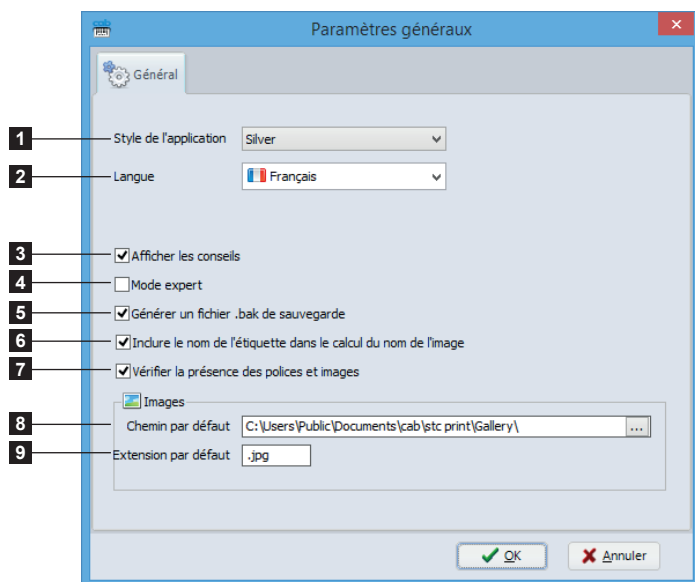 cab
Paramètres généraux
Général
1 Style de l'application Silver
2 Langue Français
3 Afficher les conseils
4 Mode expert
5 Générer un fichier .bak de sauvegarde
6 Inclure le nom de l'étiquette dans le calcul du nom de l'image
7 Vérifier la présence des polices et images
Images
8 Chemin par défaut C:\Users\Public\Documents\cab\stc print\Gallery\ ...
9 Extension par défaut .jpg
OK Annuler